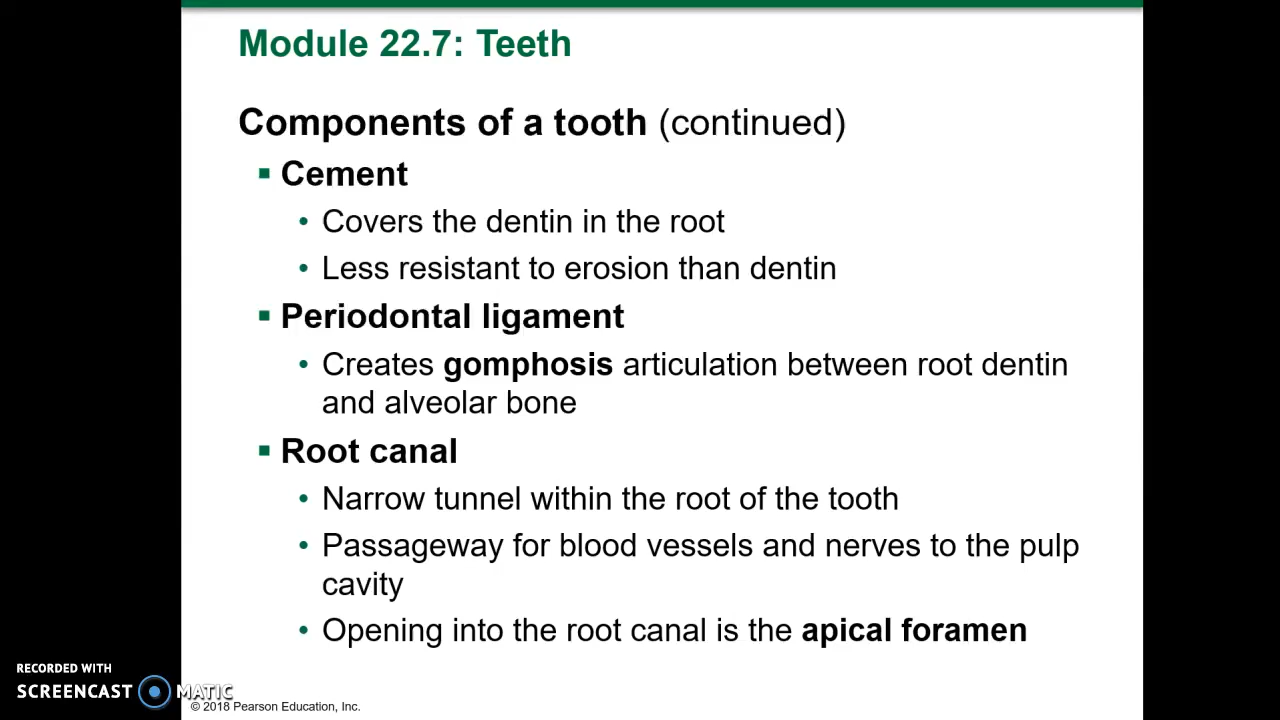 Module 22.7: Teeth
Components of a tooth (continued)
▪ Cement
• Covers the dentin in the root
• Less resistant to erosion than dentin
▪ Periodontal ligament
• Creates gomphosis articulation between root dentin
and alveolar bone
▪ Root canal
• Narrow tunnel within the root of the tooth
• Passageway for blood vessels and nerves to the pulp
cavity
• Opening into the root canal is the apical foramen
RECORDED WITH
SCREENCAST MATIC
© 2018 Pearson Education, Inc.